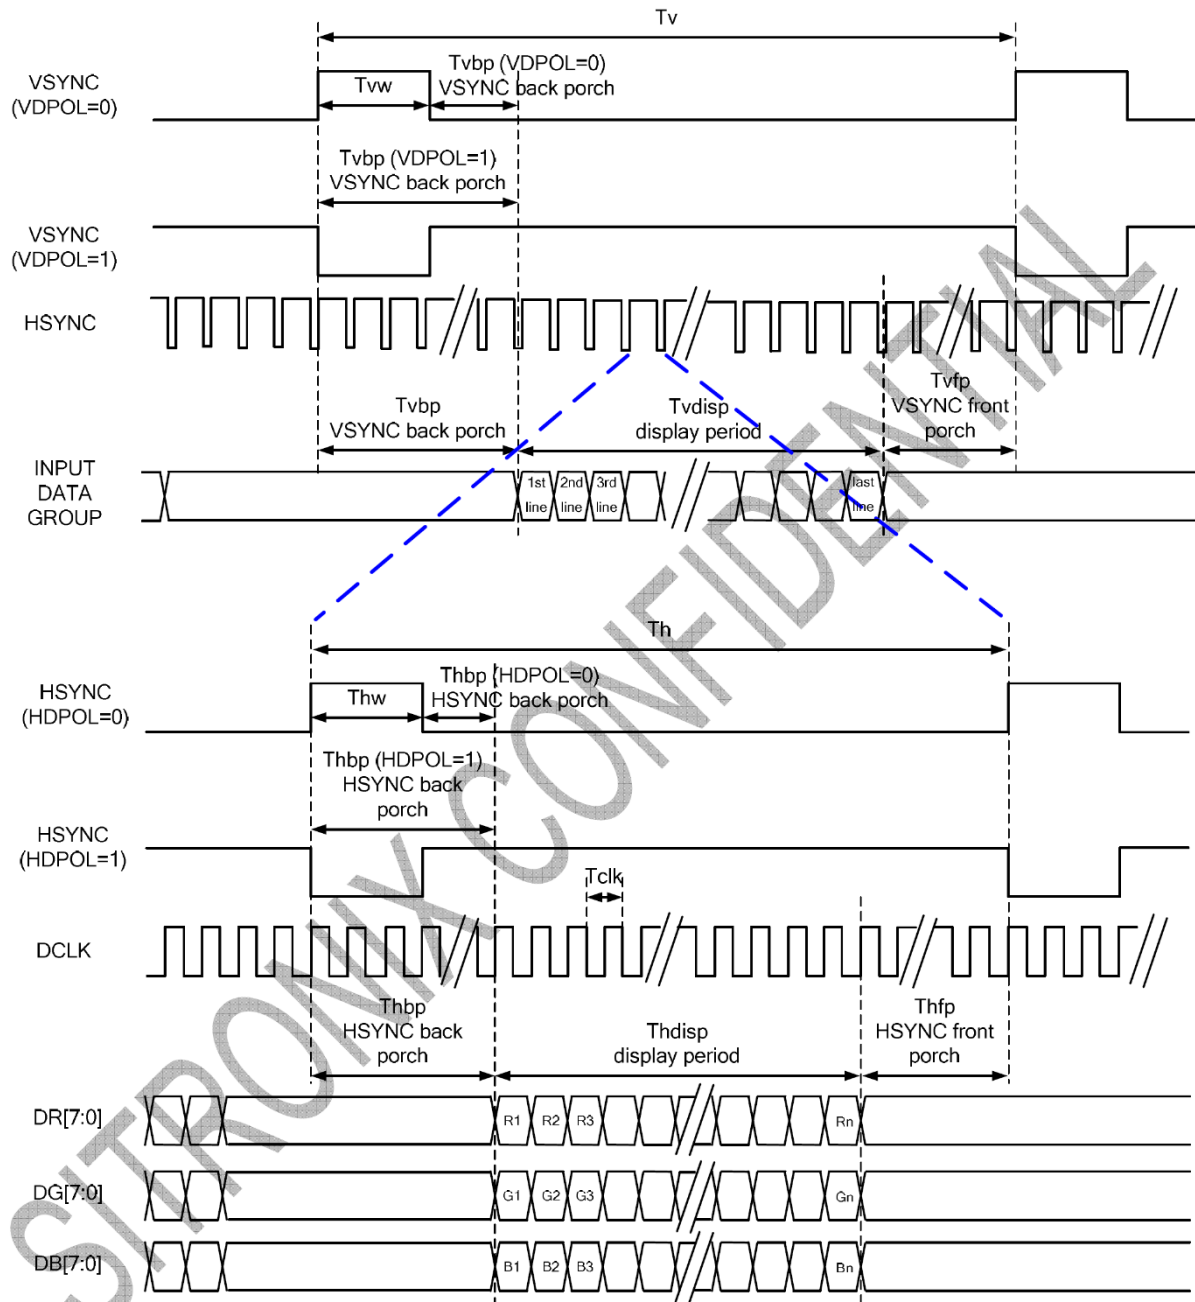 Tv
VSYNC
(VDPOL=0)
Tvw
Tvbp (VDPOL=0)
VSYNC back porch
Tvbp (VDPOL=1)
VSYNC back porch
VSYNC
(VDPOL=1)
HSYNC
Tvbp
VSYNC back porch
Tvdisp
display period
Tvfp
VSYNC front
porch
INPUT
DATA
GROUP
1st
line
2nd
line
3rd
line
last
line
Th
HSYNC
(HDPOL=0)
Thw
Thbp (HDPOL=0)
HSYNC back porch
Thbp (HDPOL=1)
HSYNC back
porch
HSYNC
(HDPOL=1)
Tclk
DCLK
Thbp
HSYNC back
porch
Thdisp
display period
Thfp
HSYNC front
porch
DR[7:0]
R1 R2 R3 Rn
DG[7:0]
G1 G2 G3 Gn
DB[7:0]
B1 B2 B3 Bn
SITRONIX CONFIDENTIAL